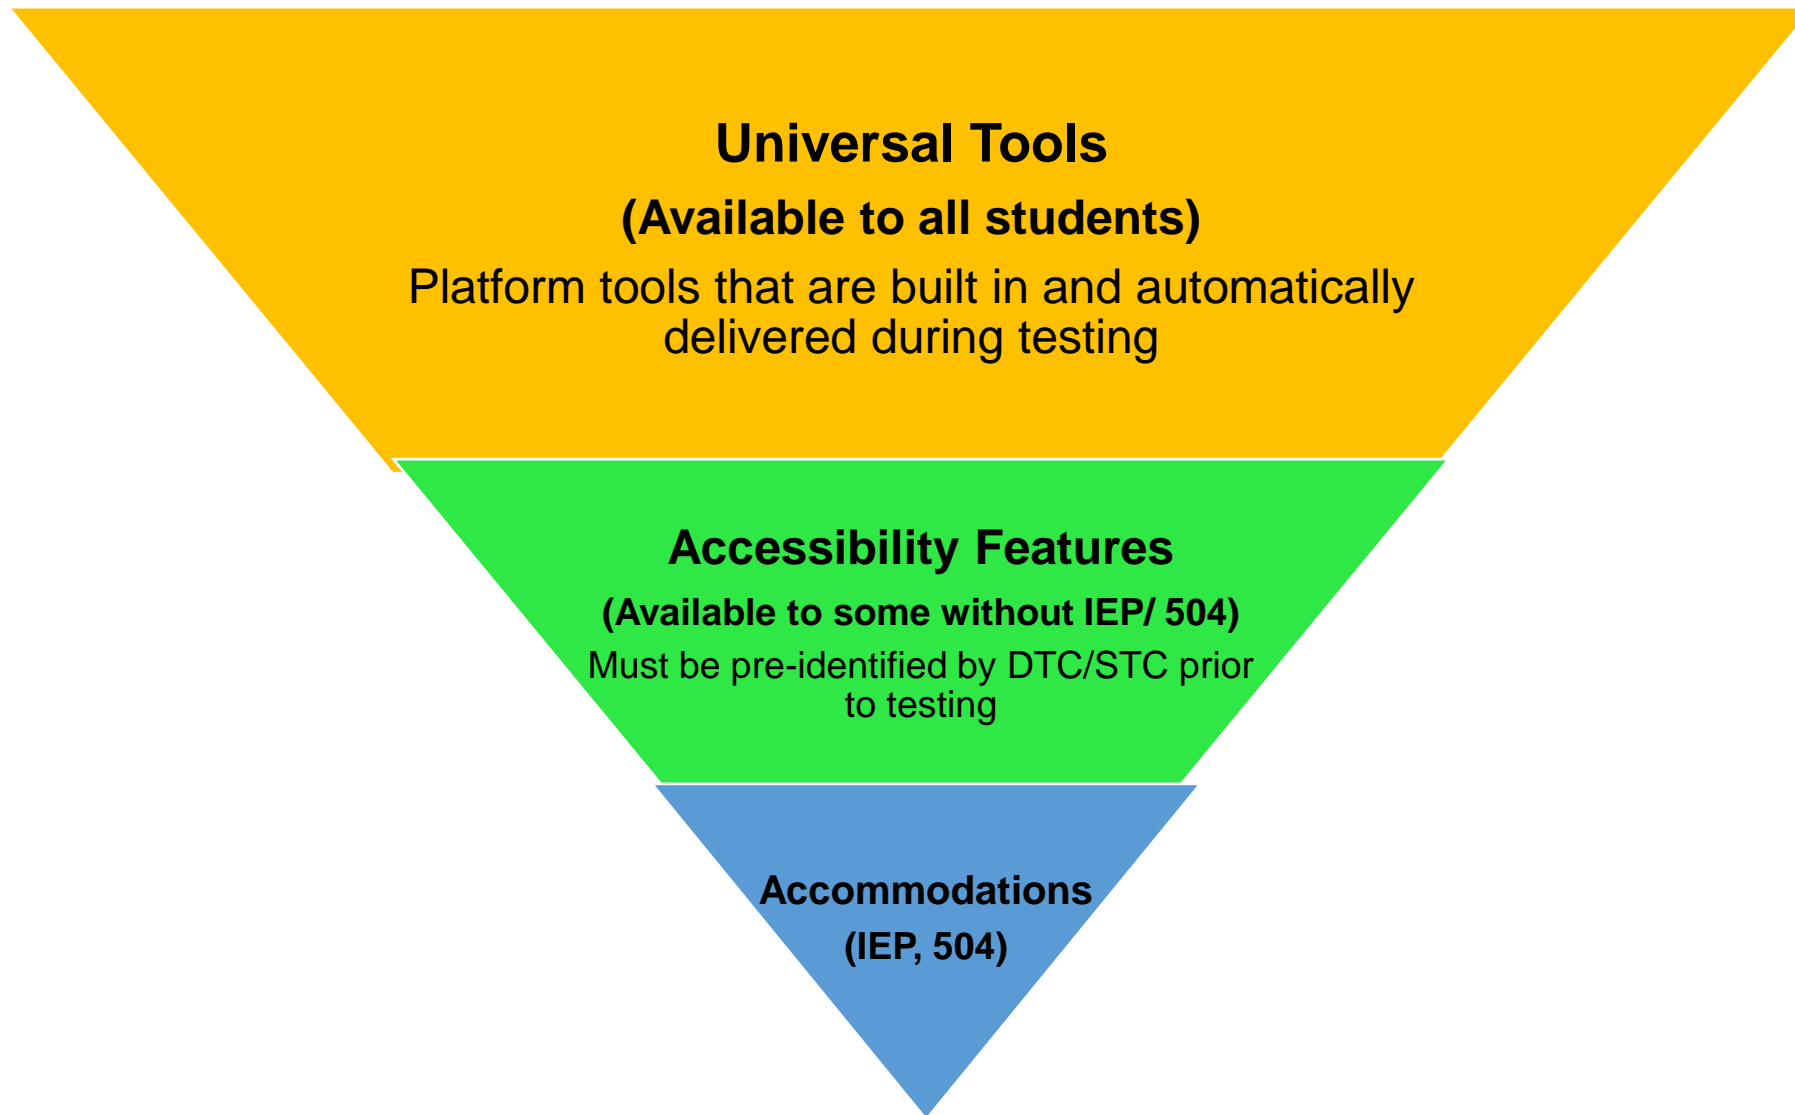 Universal Tools
(Available to all students)
Platform tools that are built in and automatically
delivered during testing
Accessibility Features
(Available to some without IEP/ 504)
Must be pre-identified by DTC/STC prior
to testing
Accommodations
(IEP, 504)